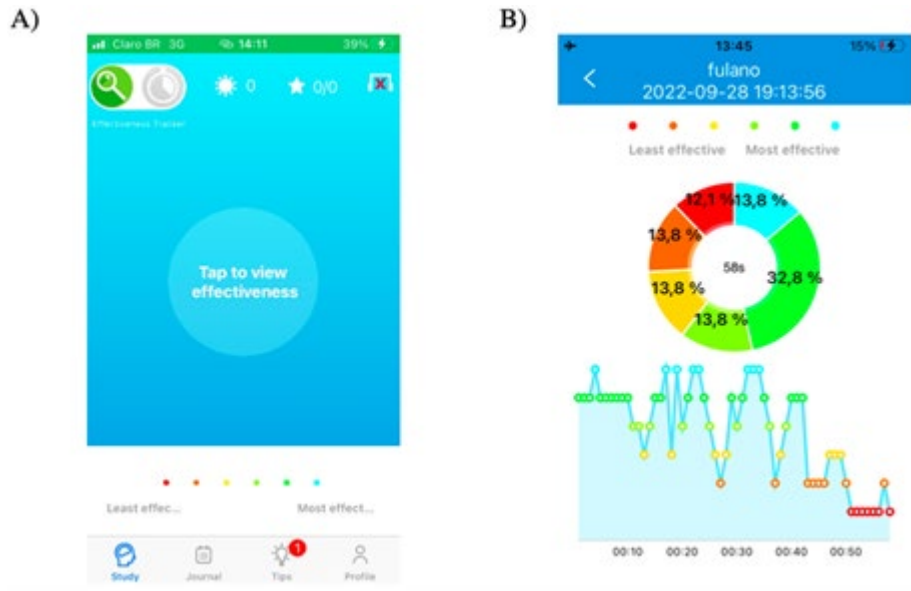 A)
Claro BR 3G 14:11 39%
0 0/0
Effectiveness Tracker
Tap to view
effectiveness
Least effec... Most effect...
1
Study Journal Tips Profile
B)
13:45 15%
fulano
2022-09-28 19:13:56
Least effective Most effective
12,1 % 13,8 %
13,8 %
58s
32,8 %
13,8 %
13,8 %
00:10 00:20 00:30 00:40 00:50